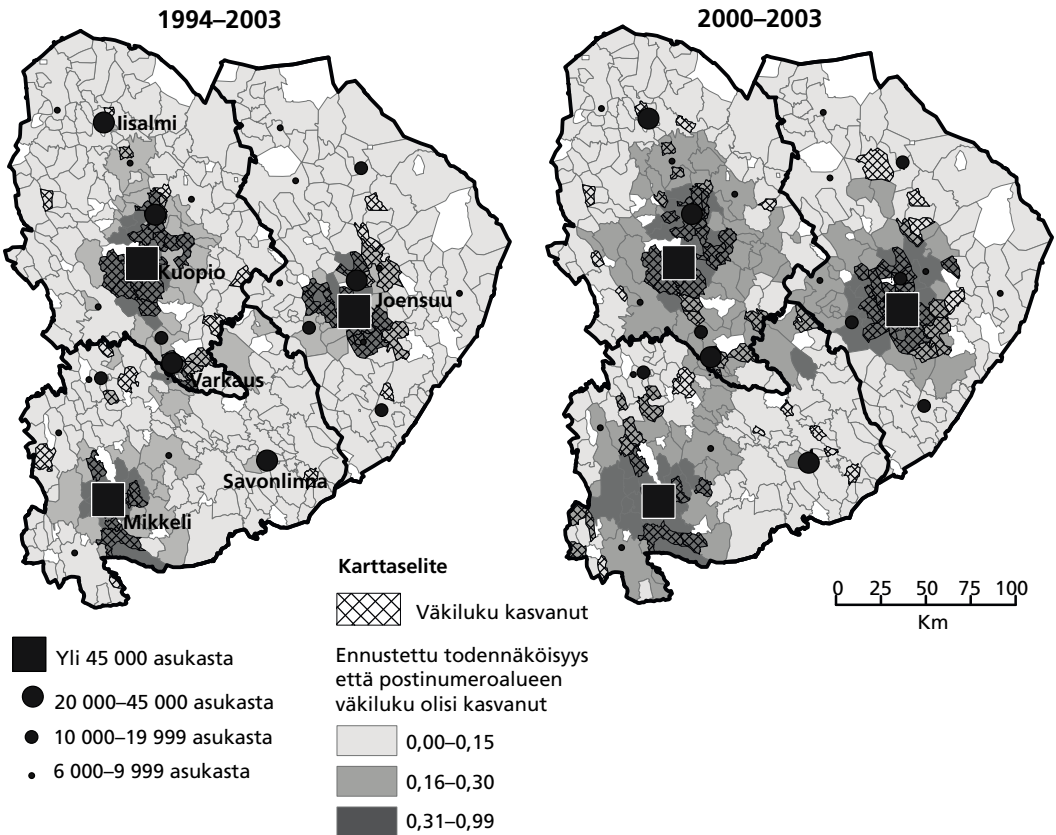 1994–2003
2000–2003
Iisalmi
Kuopio
Joensuu
Varkaus
Savonlinna
Mikkeli
0 25 50 75 100
Km
Karttaselite
Väkiluku kasvanut
Ennustettu todennäköisyys
että postinumeroalueen
väkiluku olisi kasvanut
0,00–0,15
0,16–0,30
0,31–0,99
Yli 45 000 asukasta
20 000–45 000 asukasta
10 000–19 999 asukasta
6 000–9 999 asukasta